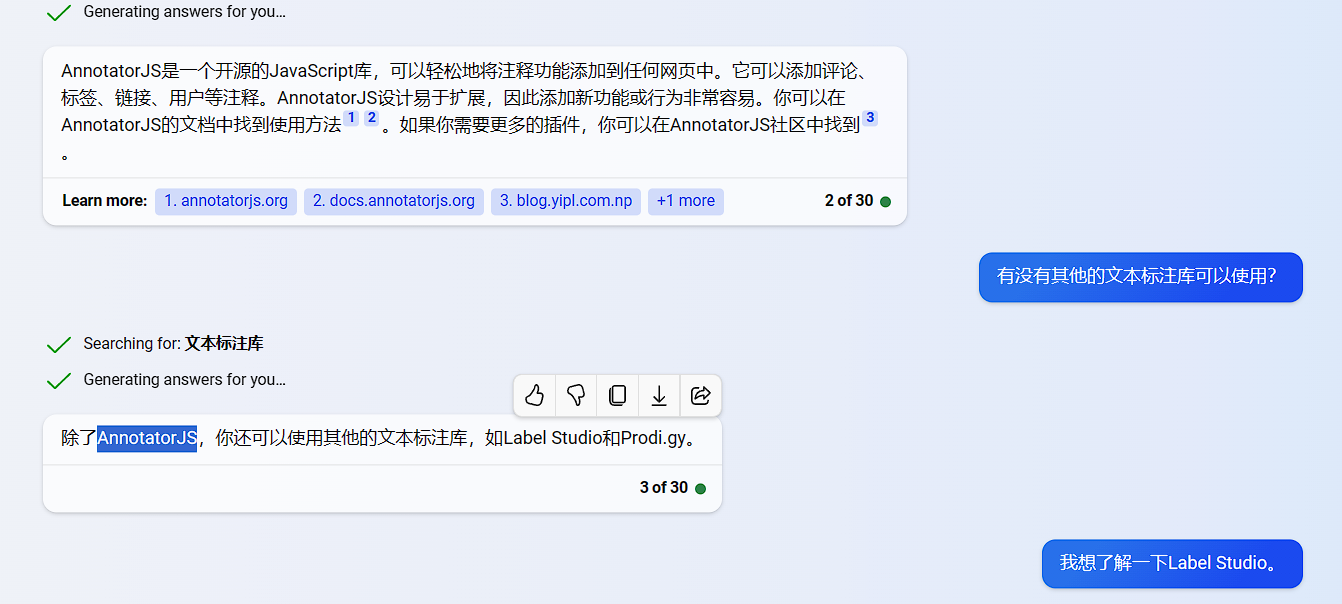 Generating answers for you...
AnnotatorJS是一个开源的JavaScript库，可以轻松地将注释功能添加到任何网页中。它可以添加评论、
标签、链接、用户等注释。AnnotatorJS设计易于扩展，因此添加新功能或行为非常容易。你可以在
AnnotatorJS的文档中找到使用方法1 2。如果你需要更多的插件，你可以在AnnotatorJS社区中找到3
。
Learn more: 1. annotatorjs.org 2. docs.annotatorjs.org 3. blog.yipl.com.np +1 more 2 of 30
有没有其他的文本标注库可以使用？
Searching for: 文本标注库
Generating answers for you...
除了AnnotatorJS，你还可以使用其他的文本标注库，如Label Studio和Prodi.gy。
3 of 30
我想了解一下Label Studio。